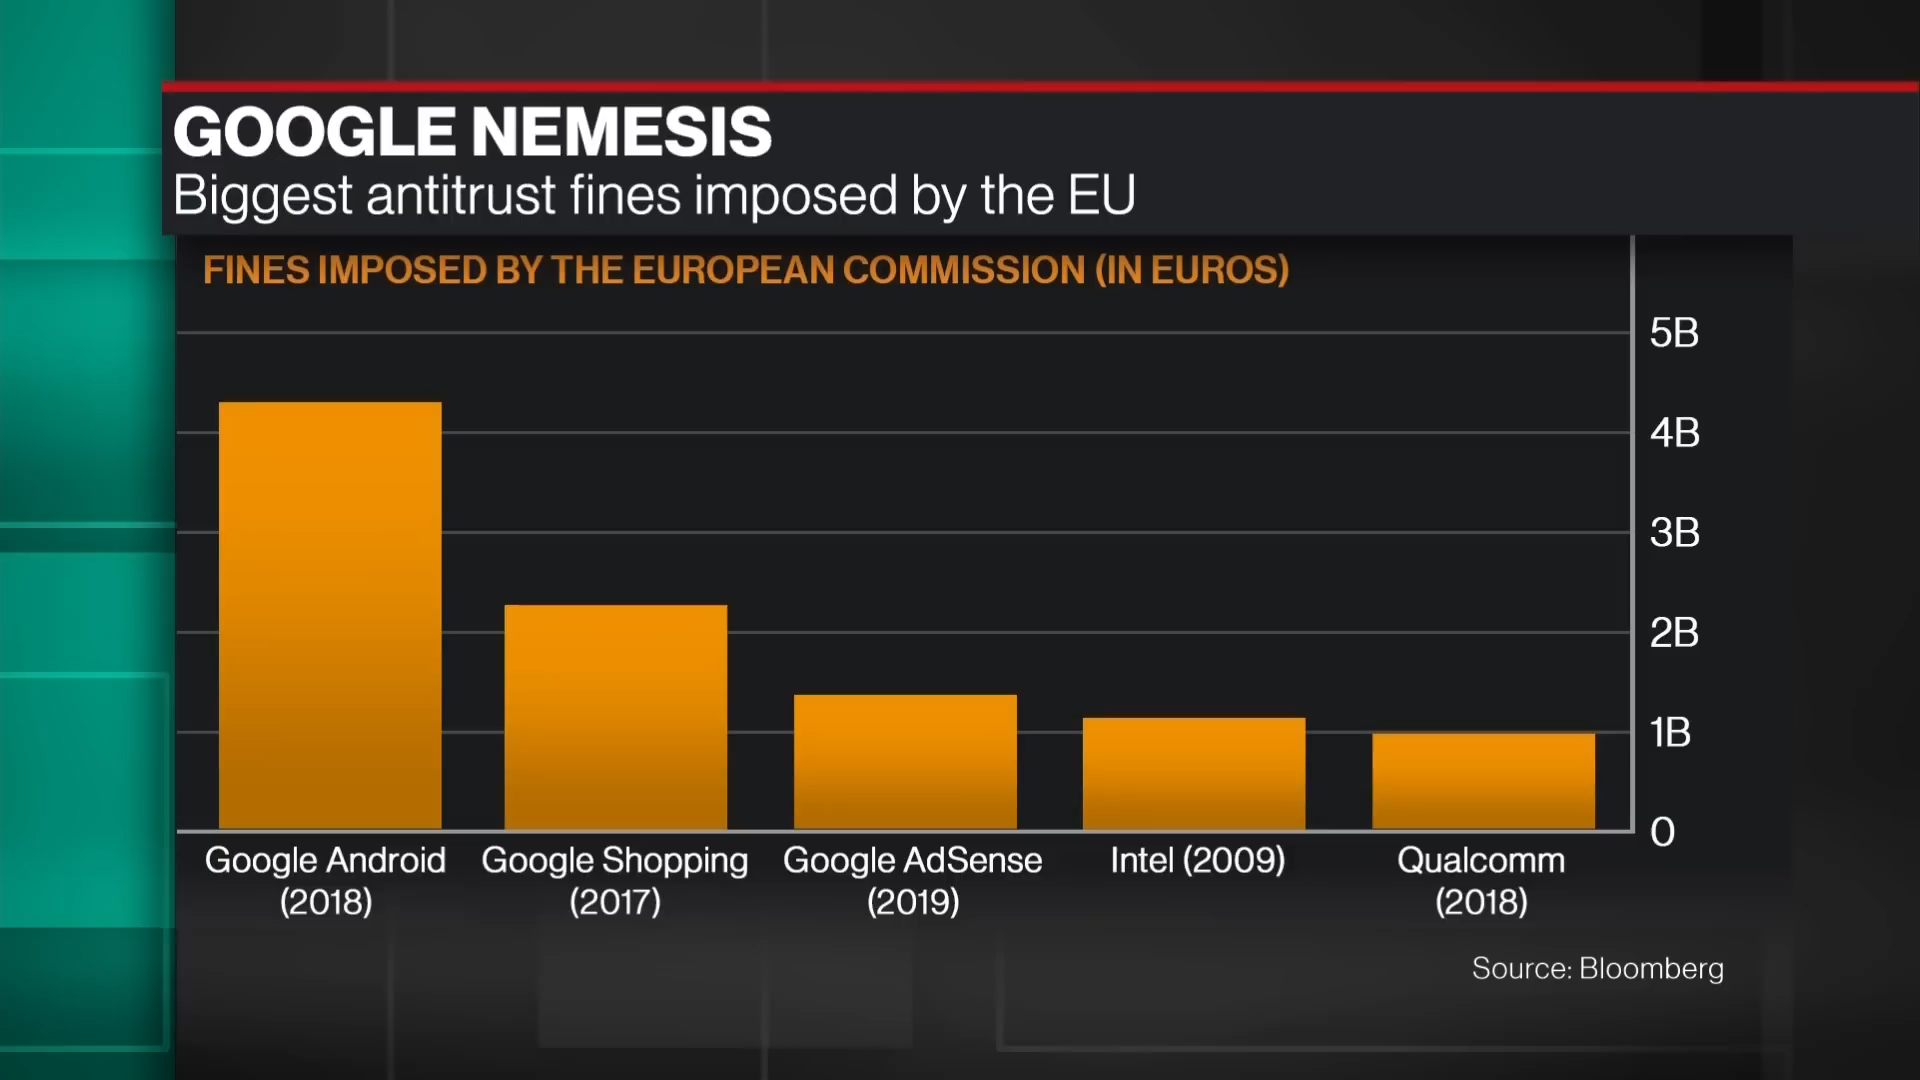 GOOGLE NEMESIS
Biggest antitrust fines imposed by the EU
FINES IMPOSED BY THE EUROPEAN COMMISSION (IN EUROS)
5B
4B
3B
2B
1B
0
Google Android
(2018)
Google Shopping
(2017)
Google AdSense
(2019)
Intel (2009)
Qualcomm
(2018)
Source: Bloomberg